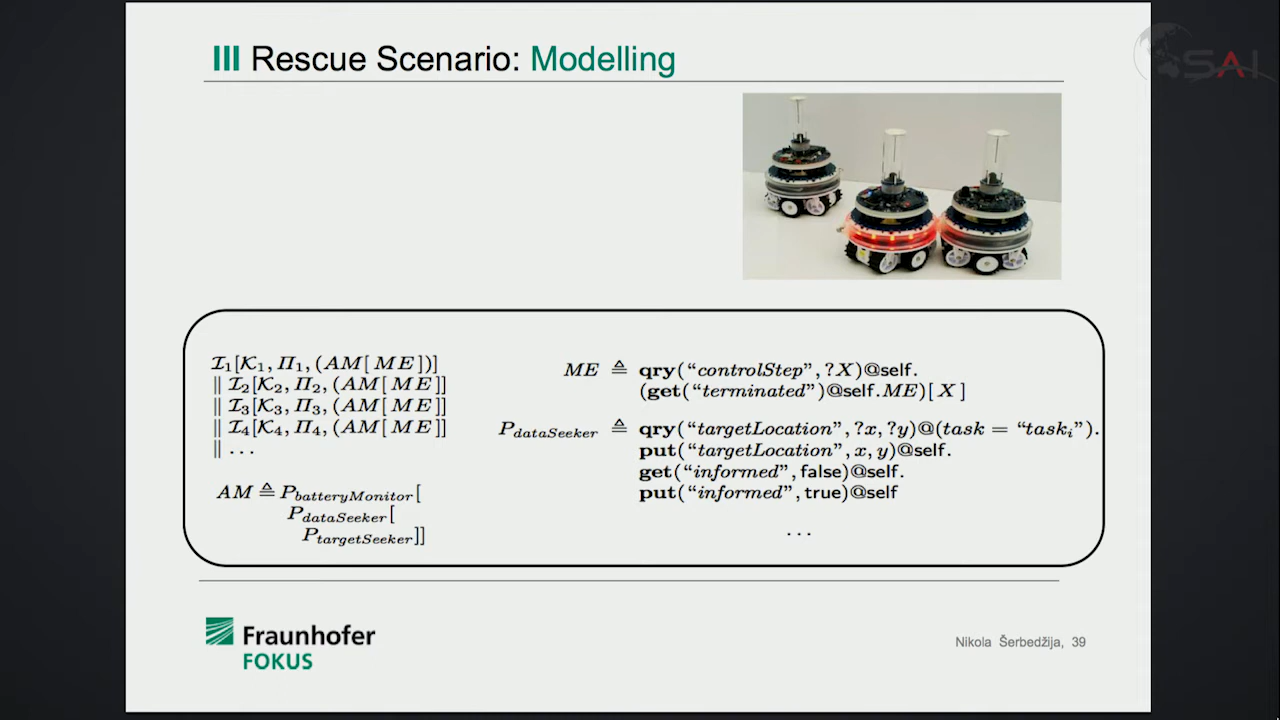 III Rescue Scenario: Modelling
SAI
𝓘₁[𝒦₁, Π₁, (AM[ ME ])]
‖ 𝓘₂[𝒦₂, Π₂, (AM[ ME ]]
‖ 𝓘₃[𝒦₃, Π₃, (AM[ ME ]]
‖ 𝓘₄[𝒦₄, Π₄, (AM[ ME ]]
‖ ...
AM ≜ P_batteryMonitor[
P_dataSeeker[
P_targetSeeker]]
ME ≜ qry(“controlStep”, ?X)@self.
(get(“terminated”)@self.ME)[ X ]
P_dataSeeker ≜ qry(“targetLocation”, ?x, ?y)@(task = “task_i”).
put(“targetLocation”, x, y)@self.
get(“informed”, false)@self.
put(“informed”, true)@self
...
Fraunhofer
FOKUS
Nikola Šerbedžija, 39